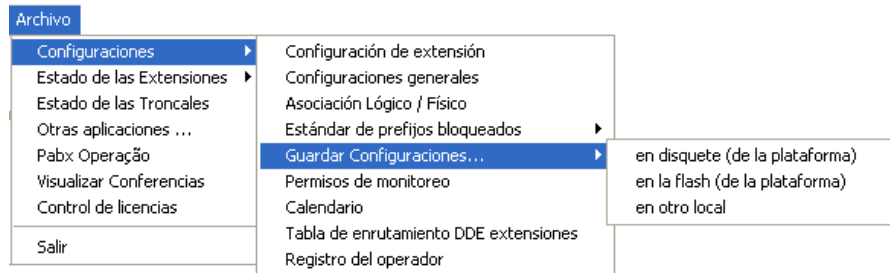 Archivo
Configuraciones
Estado de las Extensiones
Estado de las Troncales
Otras aplicaciones ...
Pabx Operação
Visualizar Conferencias
Control de licencias
Salir
Configuración de extensión
Configuraciones generales
Asociación Lógico / Físico
Estándar de prefijos bloqueados
Guardar Configuraciones...
Permisos de monitoreo
Calendario
Tabla de enrutamiento DDE extensiones
Registro del operador
en disquete (de la plataforma)
en la flash (de la plataforma)
en otro local